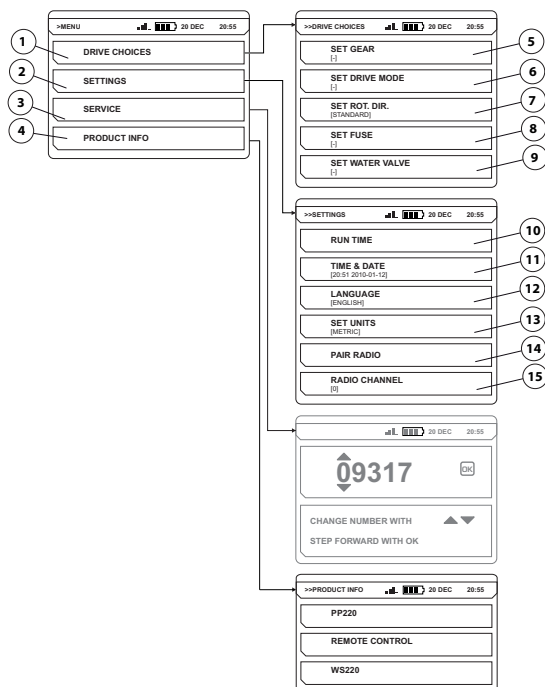 >MENU 20 DEC 20:55
DRIVE CHOICES
SETTINGS
SERVICE
PRODUCT INFO
1
2
3
4
>>DRIVE CHOICES 20 DEC 20:55
SET GEAR
[-]
SET DRIVE MODE
[-]
SET ROT. DIR.
[STANDARD]
SET FUSE
[-]
SET WATER VALVE
[-]
5
6
7
8
9
>>SETTINGS 20 DEC 20:55
RUN TIME
TIME & DATE
[20:51 2010-01-12]
LANGUAGE
[ENGLISH]
SET UNITS
[METRIC]
PAIR RADIO
RADIO CHANNEL
[0]
10
11
12
13
14
15
20 DEC 20:55
09317 OK
CHANGE NUMBER WITH
STEP FORWARD WITH OK
>>PRODUCT INFO 20 DEC 20:55
PP220
REMOTE CONTROL
WS220